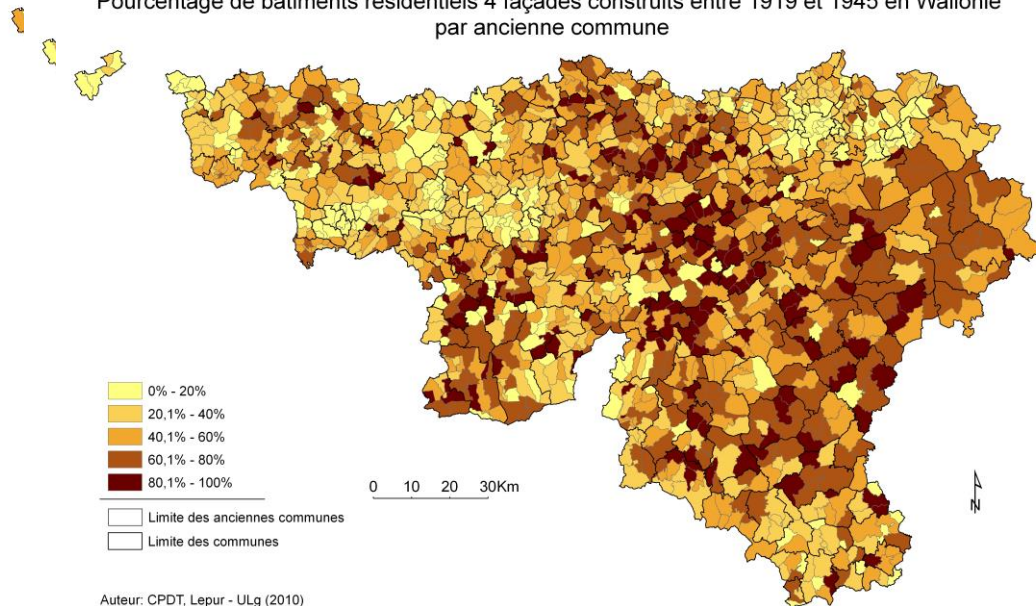 Pourcentage de bâtiments résidentiels 4 façades construits entre 1919 et 1945 en Wallonie
par ancienne commune
0% - 20%
20,1% - 40%
40,1% - 60%
60,1% - 80%
80,1% - 100%
0 10 20 30Km
Limite des anciennes communes
Limite des communes
N
Auteur: CPDT, Lepur - ULg (2010)